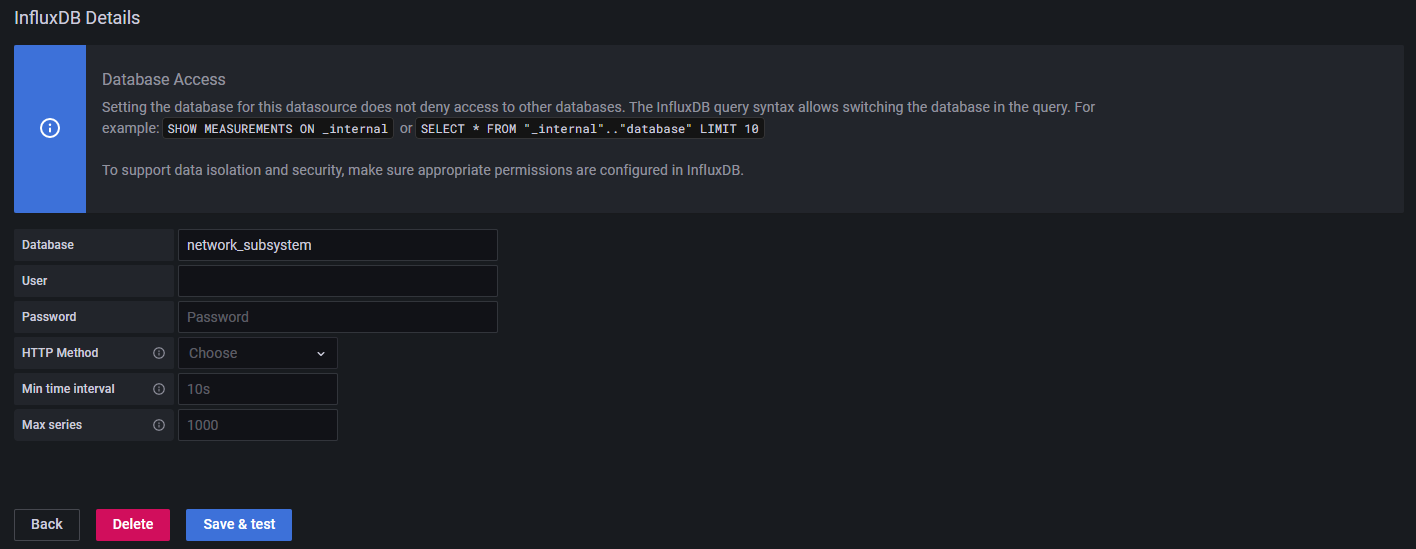 InfluxDB Details
Database Access
Setting the database for this datasource does not deny access to other databases. The InfluxDB query syntax allows switching the database in the query. For
example: SHOW MEASUREMENTS ON _internal or SELECT * FROM "_internal".."database" LIMIT 10
To support data isolation and security, make sure appropriate permissions are configured in InfluxDB.
Database network_subsystem
User
Password Password
HTTP Method Choose
Min time interval 10s
Max series 1000
Back Delete Save & test